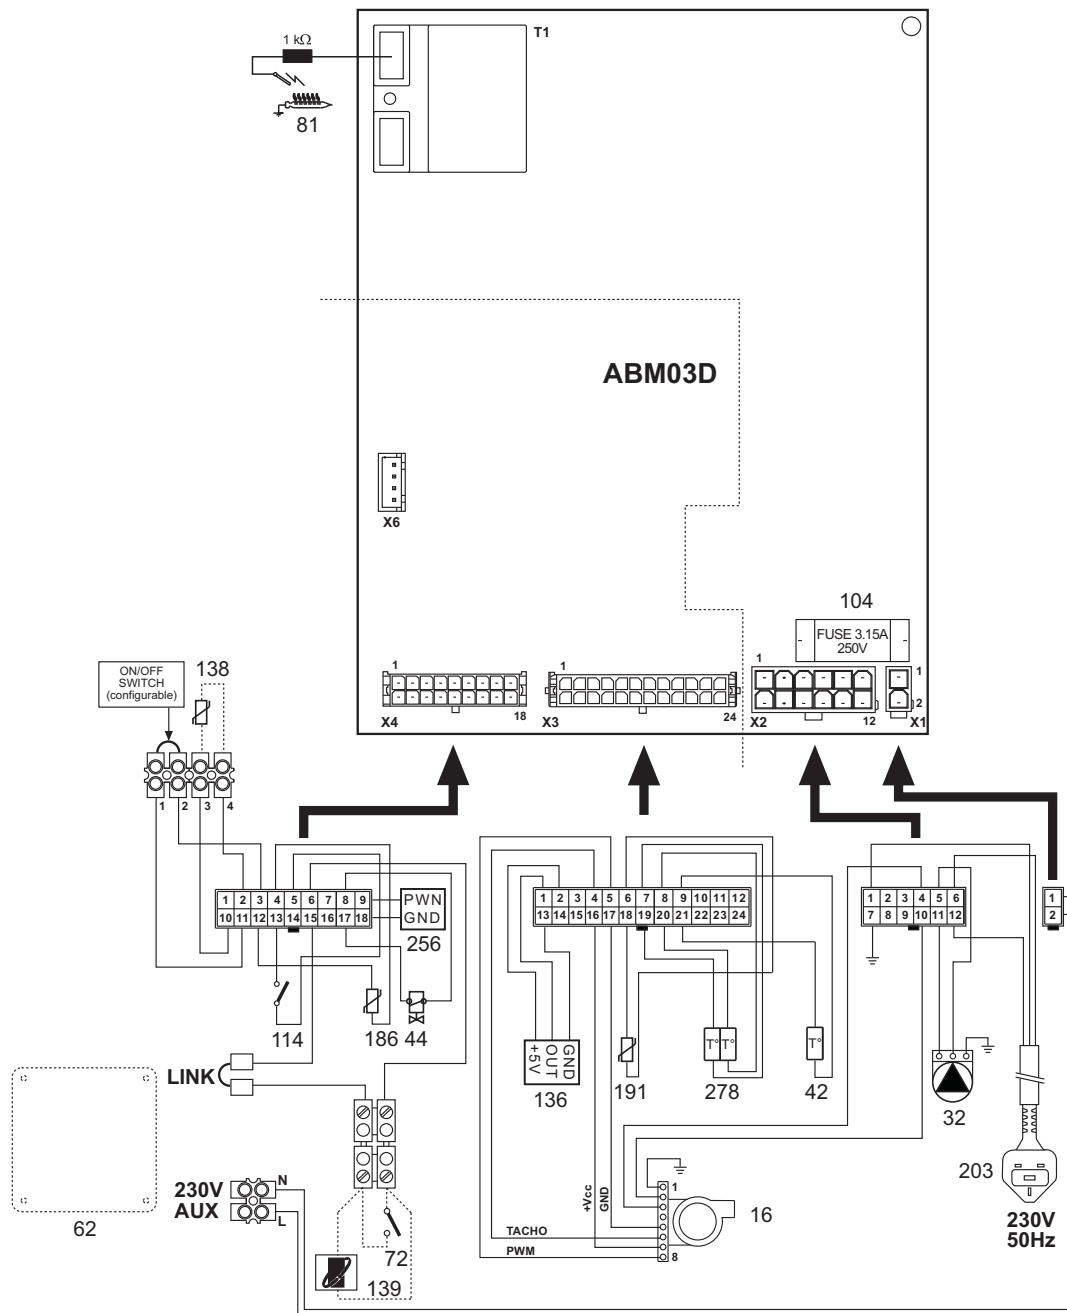 T1
1 kΩ
81
ABM03D
X6
104
FUSE 3.15A
250V
1
1
1
1
2
X4
18
X3
24
X2
12
X1
ON/OFF
SWITCH
(configurable)
138
1 2 3 4
1 2 3 4 5 6 7 8 9
10 11 12 13 14 15 16 17 18
PWN
GND
256
1 2 3 4 5 6 7 8 9 10 11 12
13 14 15 16 17 18 19 20 21 22 23 24
1 2 3 4 5 6
7 8 9 10 11 12
1
2
114
186
44
+5V
OUT
GND
136
191
T° T°
278
T°
42
32
203
230V
50Hz
LINK
62
230V
AUX
N
L
72
139
+Vcc
GND
TACHO
PWM
1
8
16